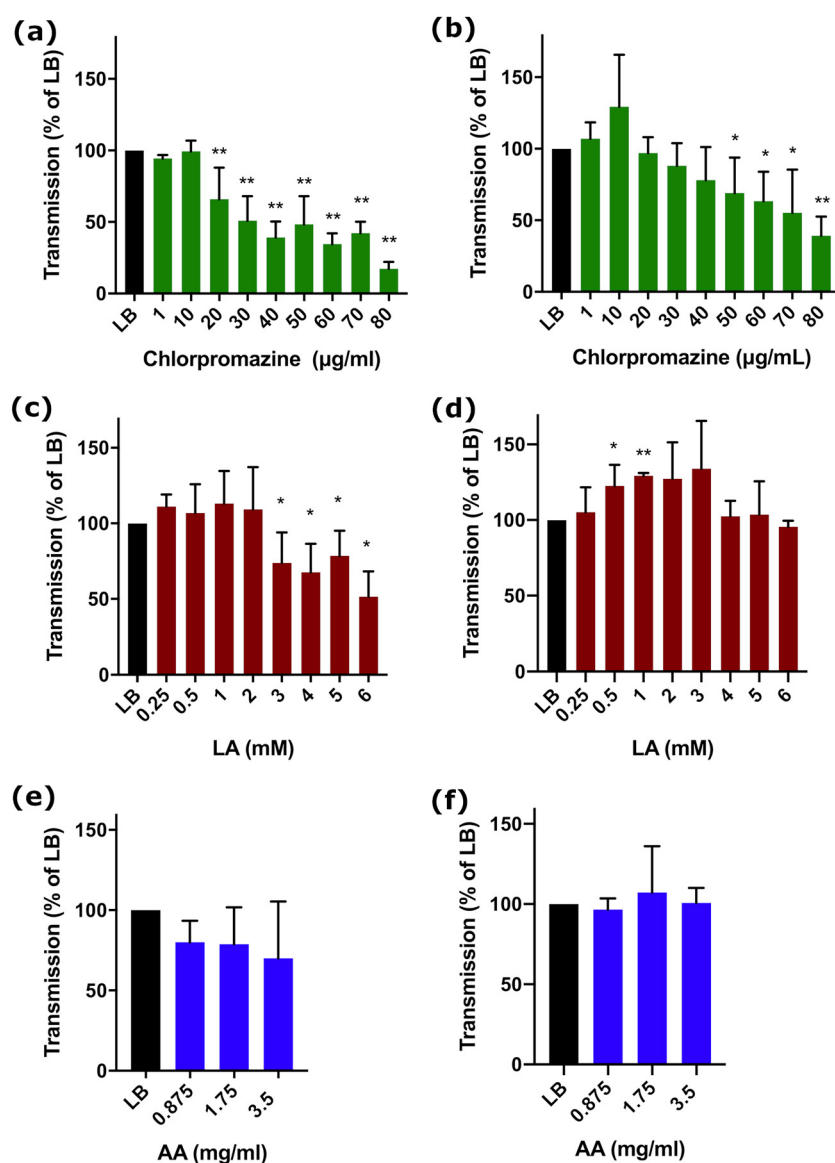 (a)
Transmission (% of LB)
150
100
50
0
** ** ** ** ** ** **
LB 1 10 20 30 40 50 60 70 80
Chlorpromazine (µg/ml)
(b)
Transmission (% of LB)
150
100
50
0
* * * **
LB 1 10 20 30 40 50 60 70 80
Chlorpromazine (µg/mL)
(c)
Transmission (% of LB)
150
100
50
0
* * * *
LB 0.25 0.5 1 2 3 4 5 6
LA (mM)
(d)
Transmission (% of LB)
150
100
50
0
* **
LB 0.25 0.5 1 2 3 4 5 6
LA (mM)
(e)
Transmission (% of LB)
150
100
50
0
LB 0.875 1.75 3.5
AA (mg/ml)
(f)
Transmission (% of LB)
150
100
50
0
LB 0.875 1.75 3.5
AA (mg/ml)